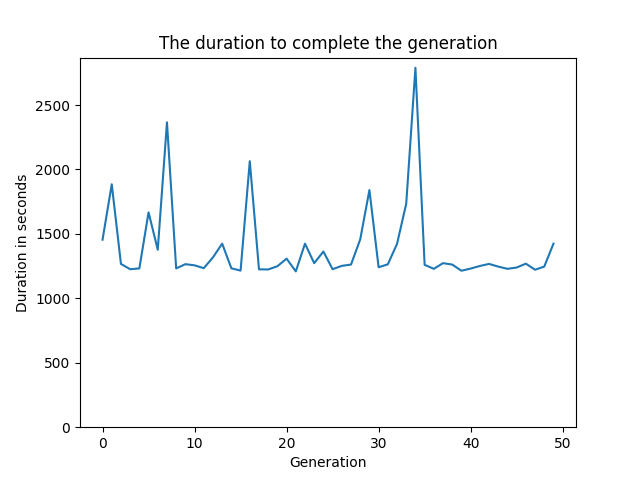 The duration to complete the generation
Duration in seconds
2500
2000
1500
1000
500
0
0 10 20 30 40 50
Generation